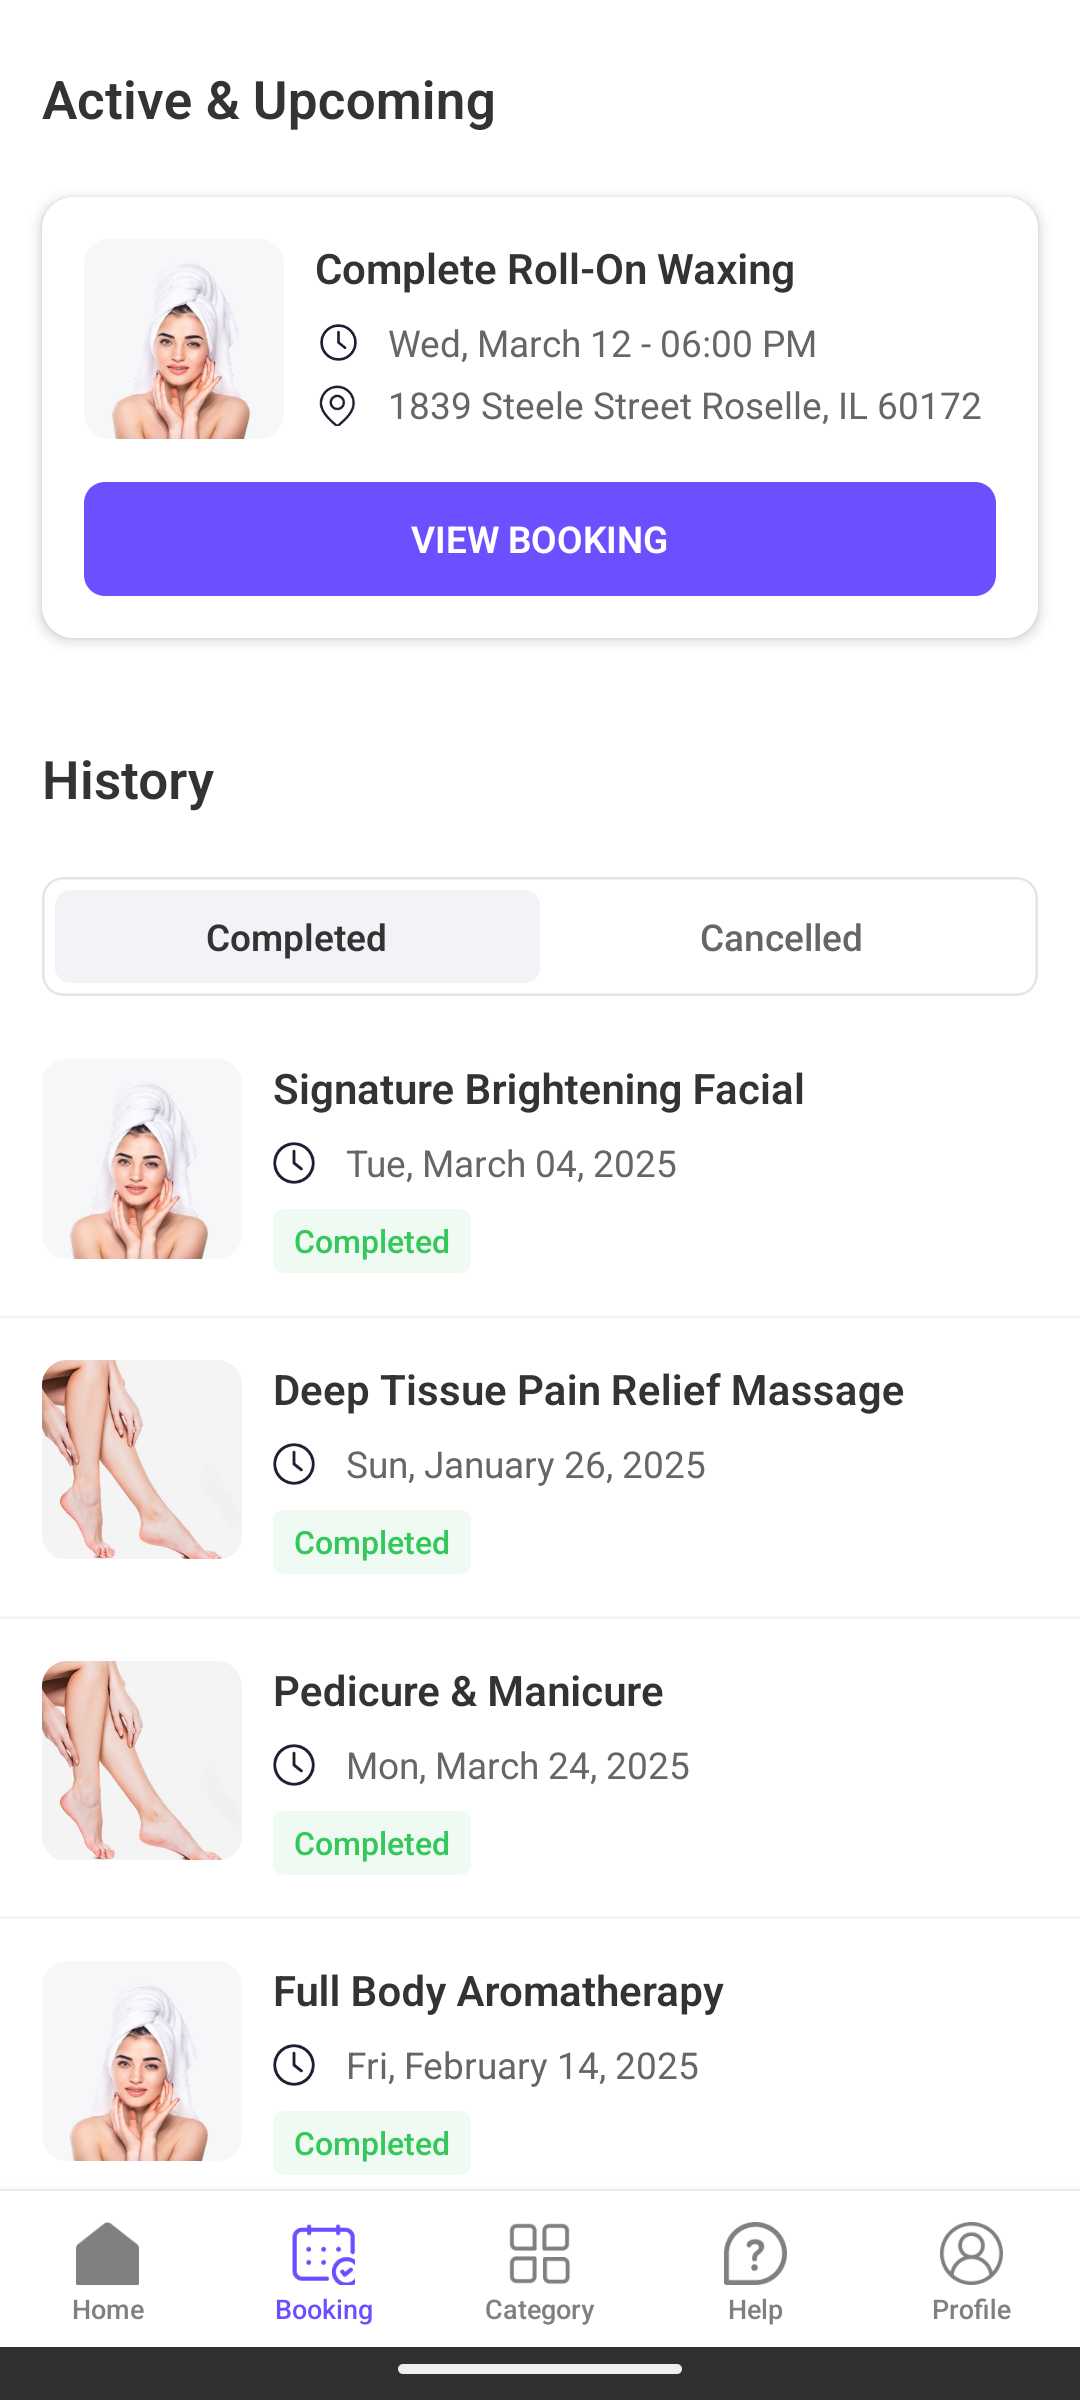 Active & Upcoming
Complete Roll-On Waxing
Wed, March 12 - 06:00 PM
1839 Steele Street Roselle, IL 60172
VIEW BOOKING
History
Completed
Cancelled
Signature Brightening Facial
Tue, March 04, 2025
Completed
Deep Tissue Pain Relief Massage
Sun, January 26, 2025
Completed
Pedicure & Manicure
Mon, March 24, 2025
Completed
Full Body Aromatherapy
Fri, February 14, 2025
Completed
Home
Booking
Category
Help
Profile